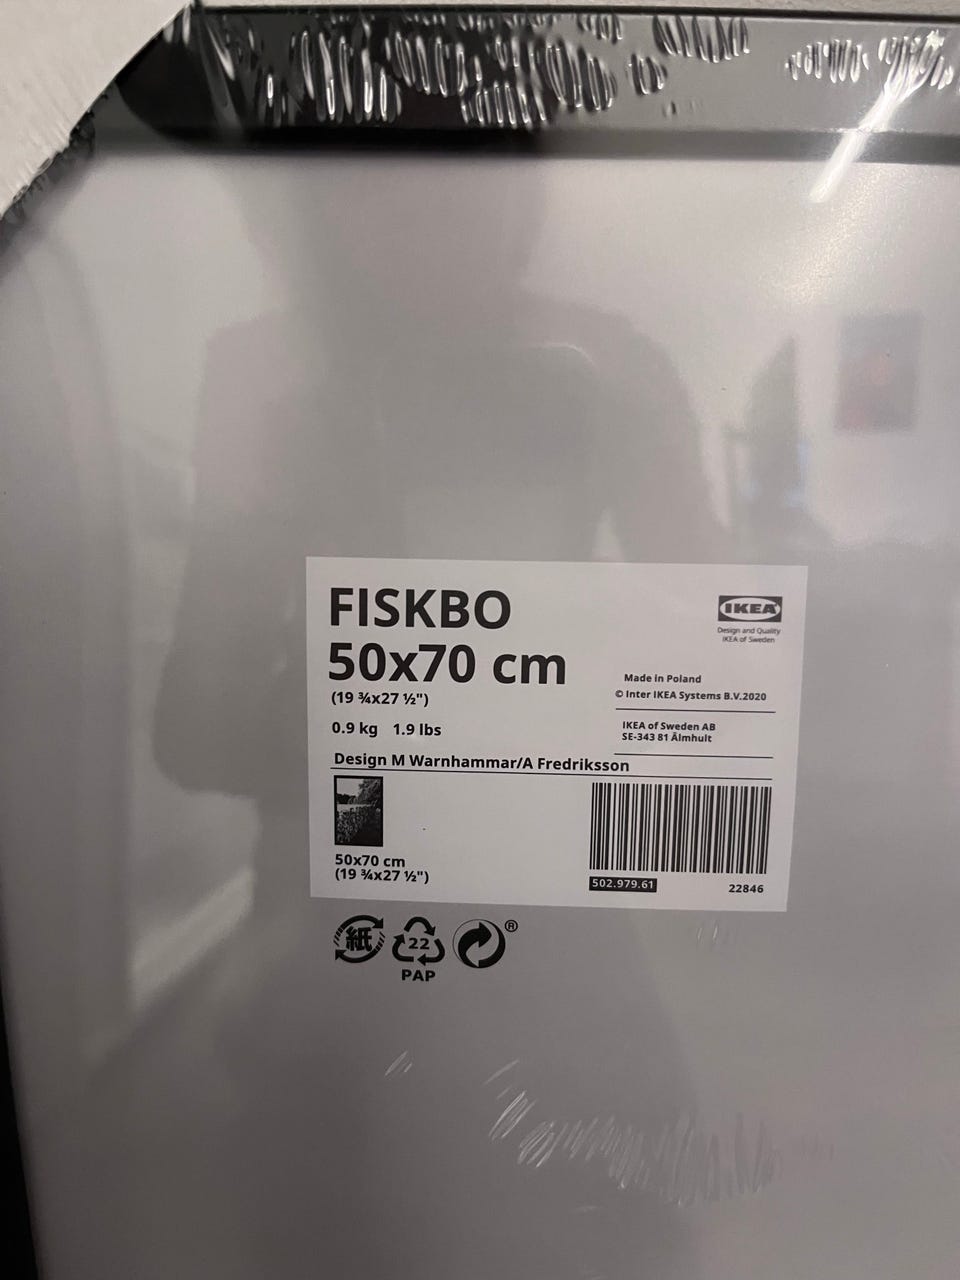 FISKBO
50x70 cm
(19 ¾x27 ½")
0.9 kg 1.9 lbs
Design M Warnhammar/A Fredriksson
50x70 cm
(19 ¾x27 ½")
IKEA
Design and Quality
IKEA of Sweden
Made in Poland
© Inter IKEA Systems B.V.2020
IKEA of Sweden AB
SE-343 81 Älmhult
502.979.61
22846
紙
22
PAP
®